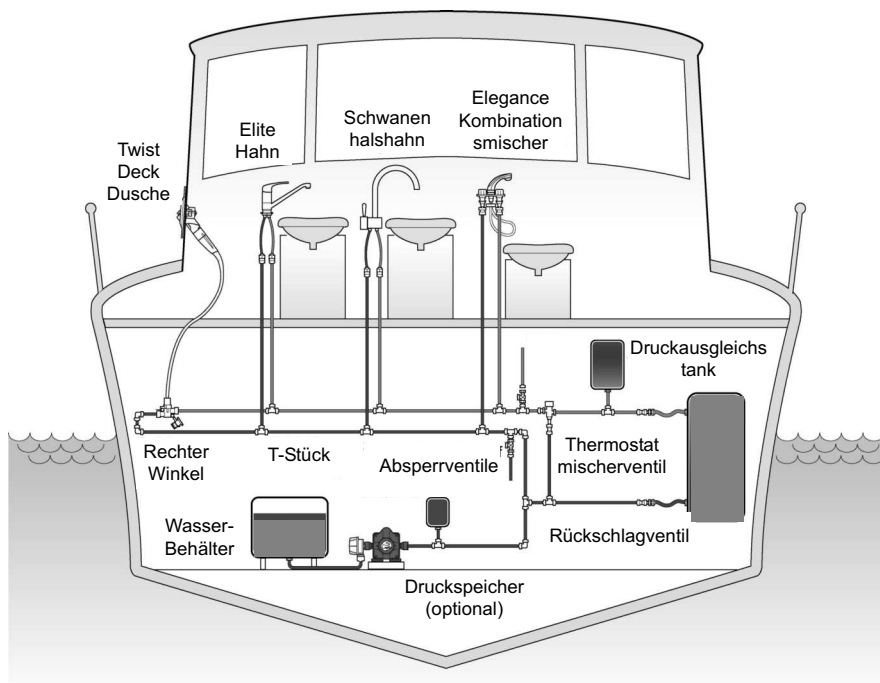 Twist
Deck
Dusche
Elite
Hahn
Schwanen
halshahn
Elegance
Kombination
smischer
Druckausgleichs
tank
Rechter
Winkel
T-Stück
Absperrventile
f
Thermostat
mischerventil
Wasser-
Behälter
Rückschlagventil
Druckspeicher
(optional)